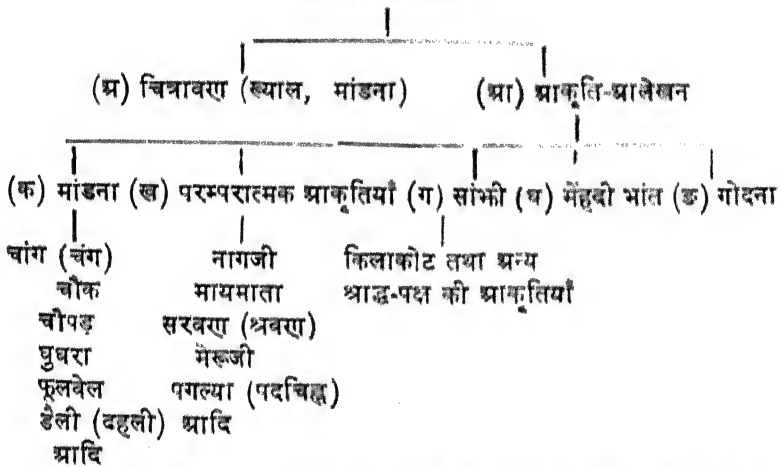 (अ) चित्रावण (ख्याल, मांडना) (आ) आकृति-आलेखन
(क) मांडना (ख) परम्परात्मक आकृतियाँ (ग) सांझी (घ) मेंहदी भांत (ङ) गोदना
चांग (चंग) नागजी किलाकोट तथा अन्य
चौक मायमाता श्राद्ध-पक्ष की आकृतियाँ
चौपड़ सरवण (श्रवण)
घुघरा भेरूजी
फूलवेल पगल्या (पदचिह्न)
डैली (दहली) आदि
आदि